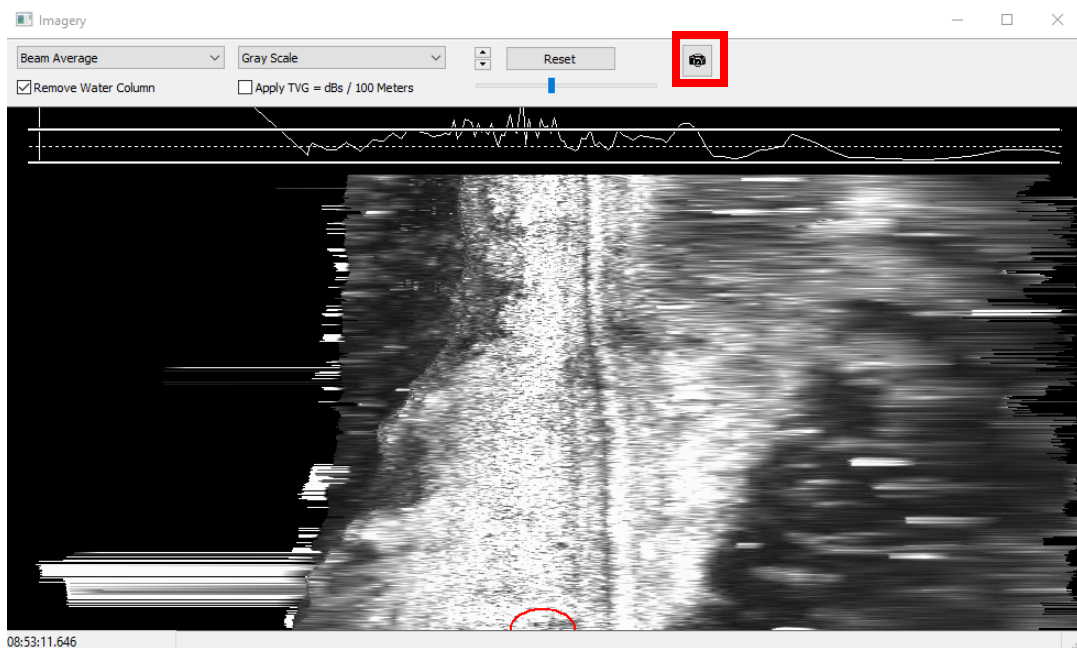 Imagery
Beam Average Gray Scale Reset
Remove Water Column Apply TVG = dBs / 100 Meters
08:53:11.646